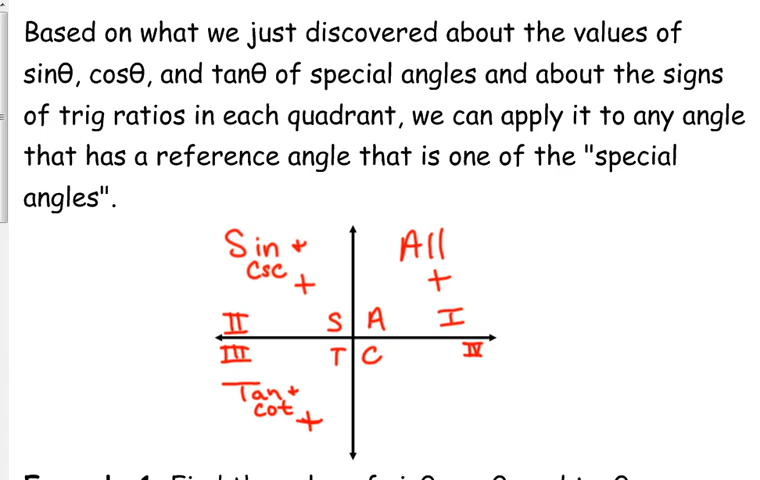 Based on what we just discovered about the values of
sinθ, cosθ, and tanθ of special angles and about the signs
of trig ratios in each quadrant, we can apply it to any angle
that has a reference angle that is one of the "special
angles".
Sin + All
Csc + +
II S A I
III T C IV
Tan +
cot +